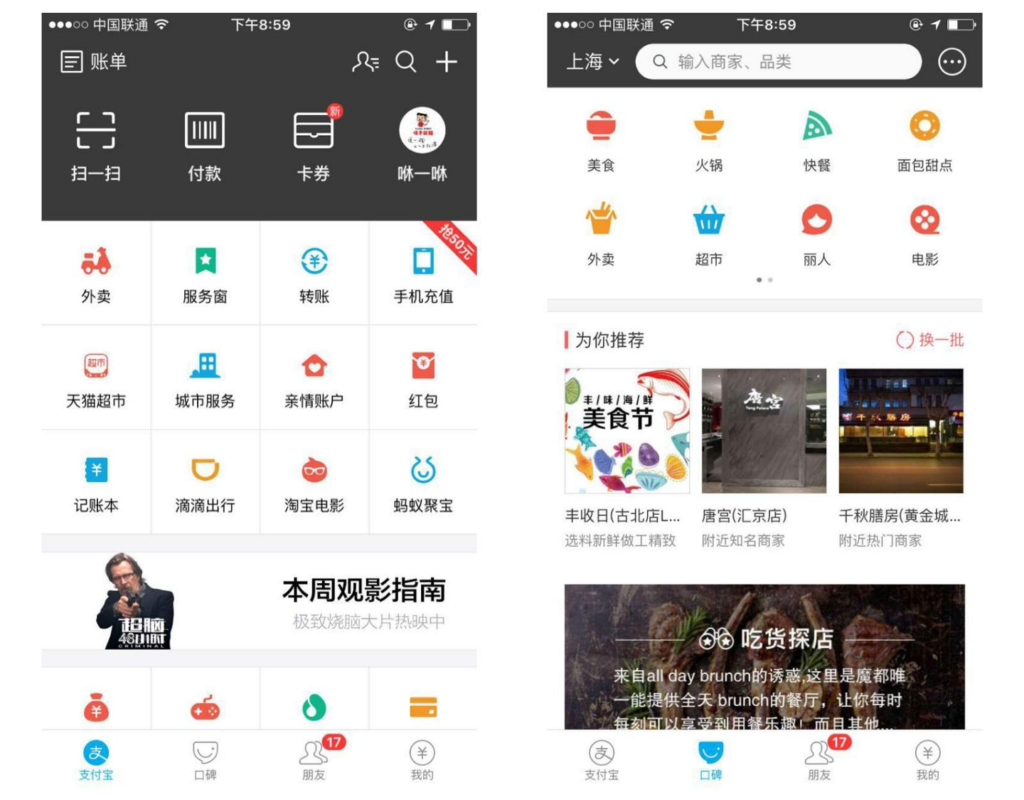 中国联通
下午8:59
账单
扫一扫
付款
卡券
新
咻一咻
抢50元
外卖
服务窗
转账
手机充值
超市
天猫超市
城市服务
亲情账户
红包
记账本
滴滴出行
淘宝电影
蚂蚁聚宝
超脑
48小时
CRIMINAL
本周观影指南
极致烧脑大片热映中
支付宝
口碑
17
朋友
我的
中国联通
下午8:59
上海
输入商家、品类
美食
火锅
快餐
面包甜点
外卖
超市
丽人
电影
为你推荐
换一批
丰/味/海/鲜
美食节
唐宫
Tang Palace
千秋膳房
丰收日(古北店L...
唐宫(汇京店)
千秋膳房(黄金城...
选料新鲜做工精致
附近知名商家
附近热门商家
吃货探店
来自all day brunch的诱惑,这里是魔都唯
一能提供全天 brunch的餐厅，让你每时
每刻可以享受到用餐乐趣！而且其他...
支付宝
口碑
17
朋友
我的